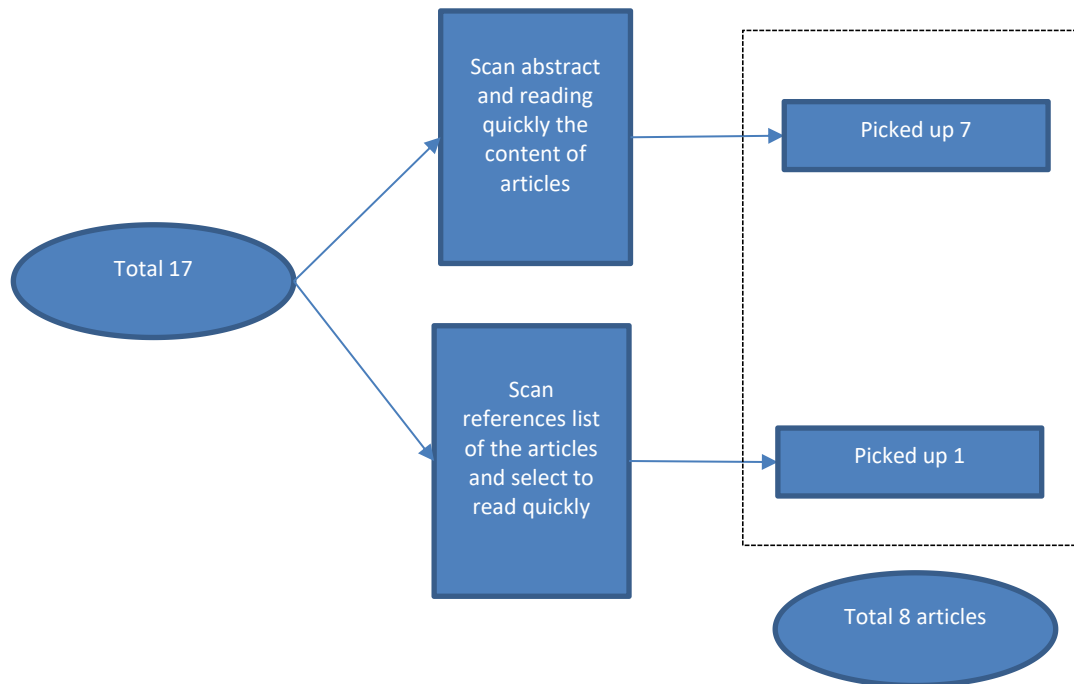 Scan abstract
and reading
quickly the
content of
articles
Picked up 7
Total 17
Scan
references list
of the articles
and select to
read quickly
Picked up 1
Total 8 articles